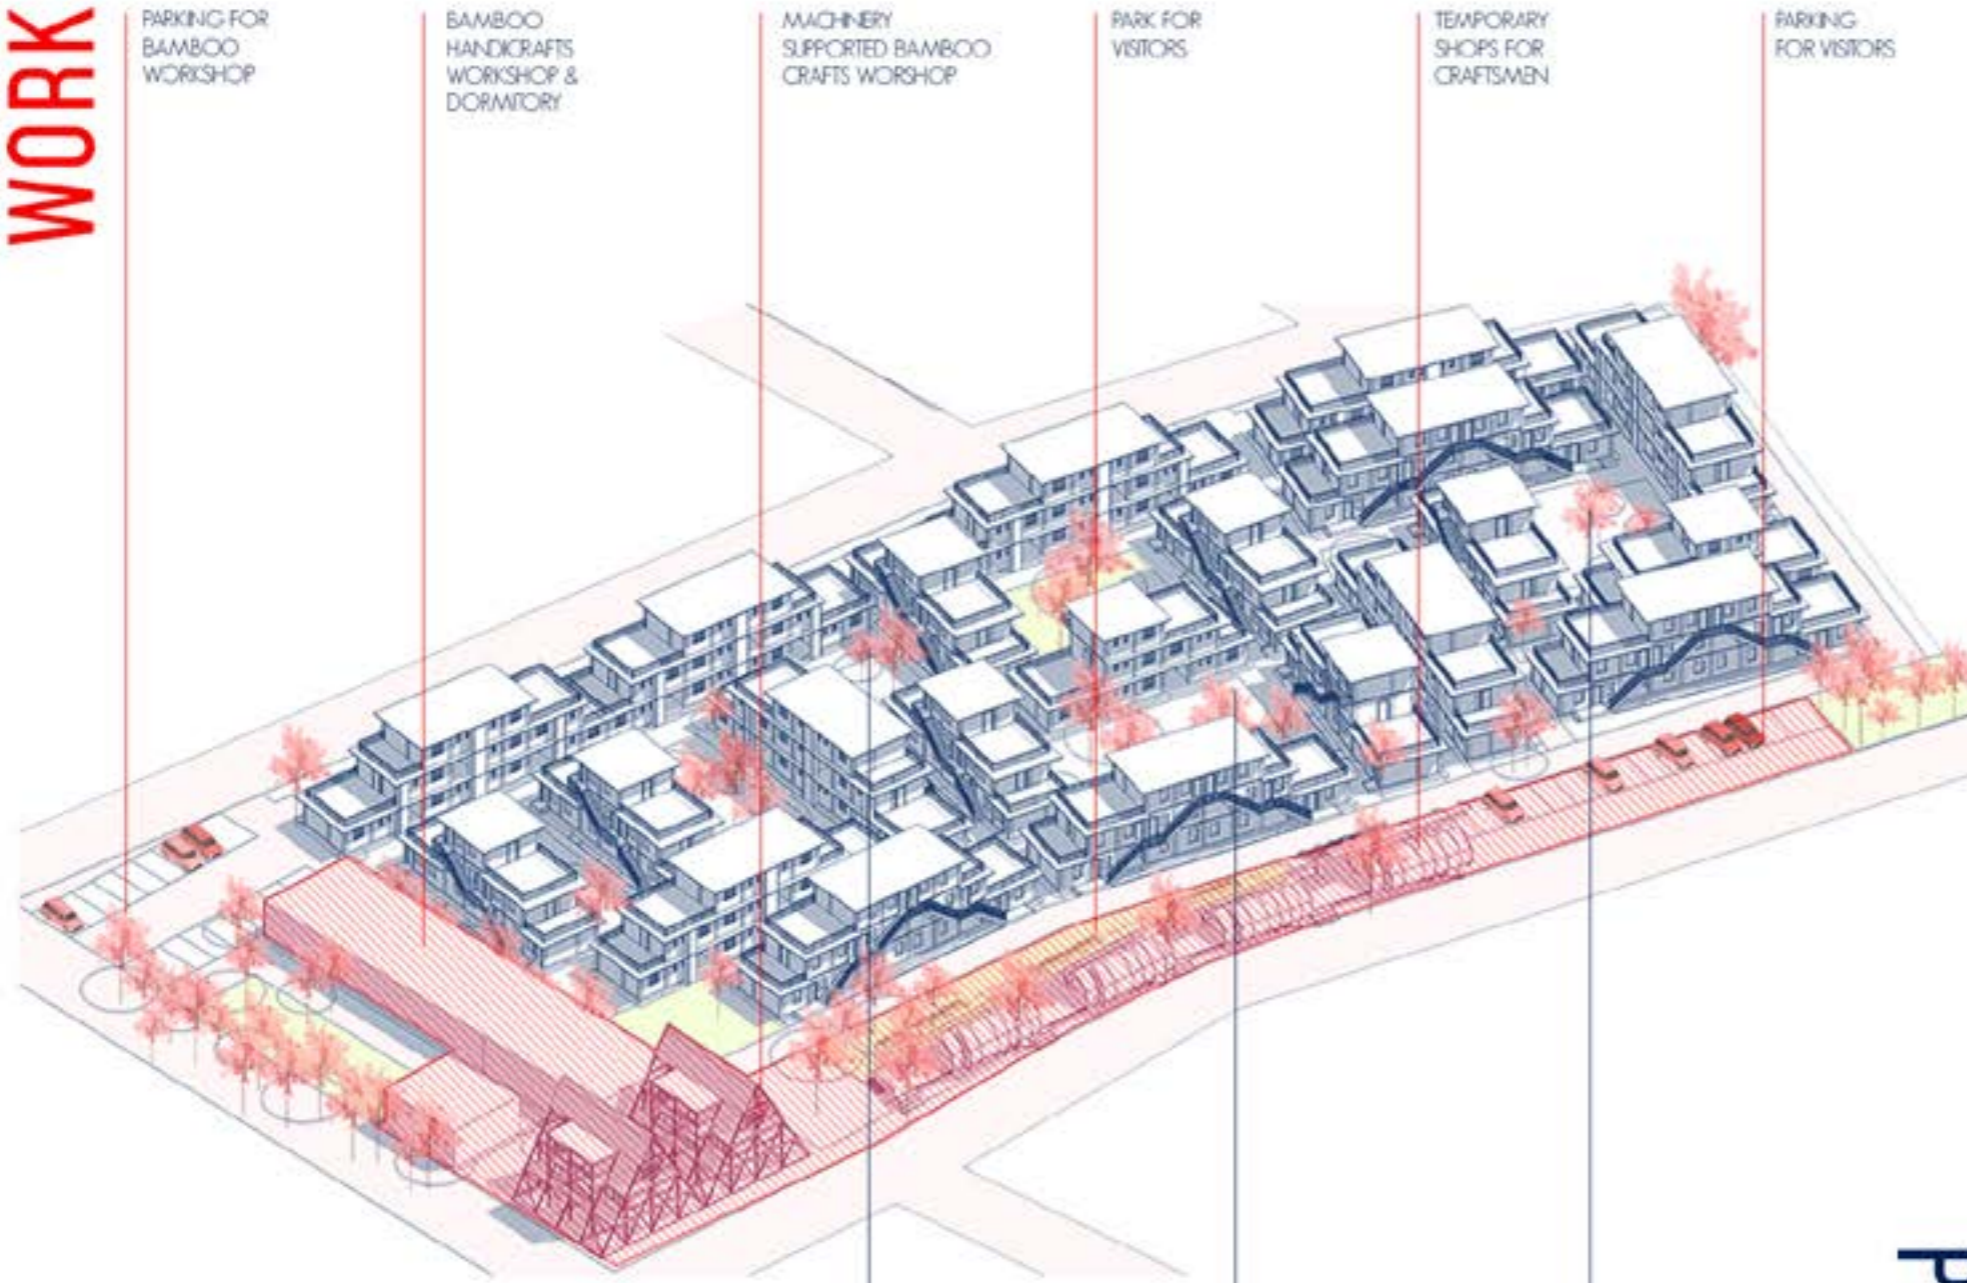 WORK
PARKING FOR
BAMBOO
WORKSHOP
BAMBOO
HANDICRAFTS
WORKSHOP &
DORMITORY
MACHINERY
SUPPORTED BAMBOO
CRAFTS WORSHOP
PARK FOR
VISITORS
TEMPORARY
SHOPS FOR
CRAFTSMEN
PARKING
FOR VISITORS